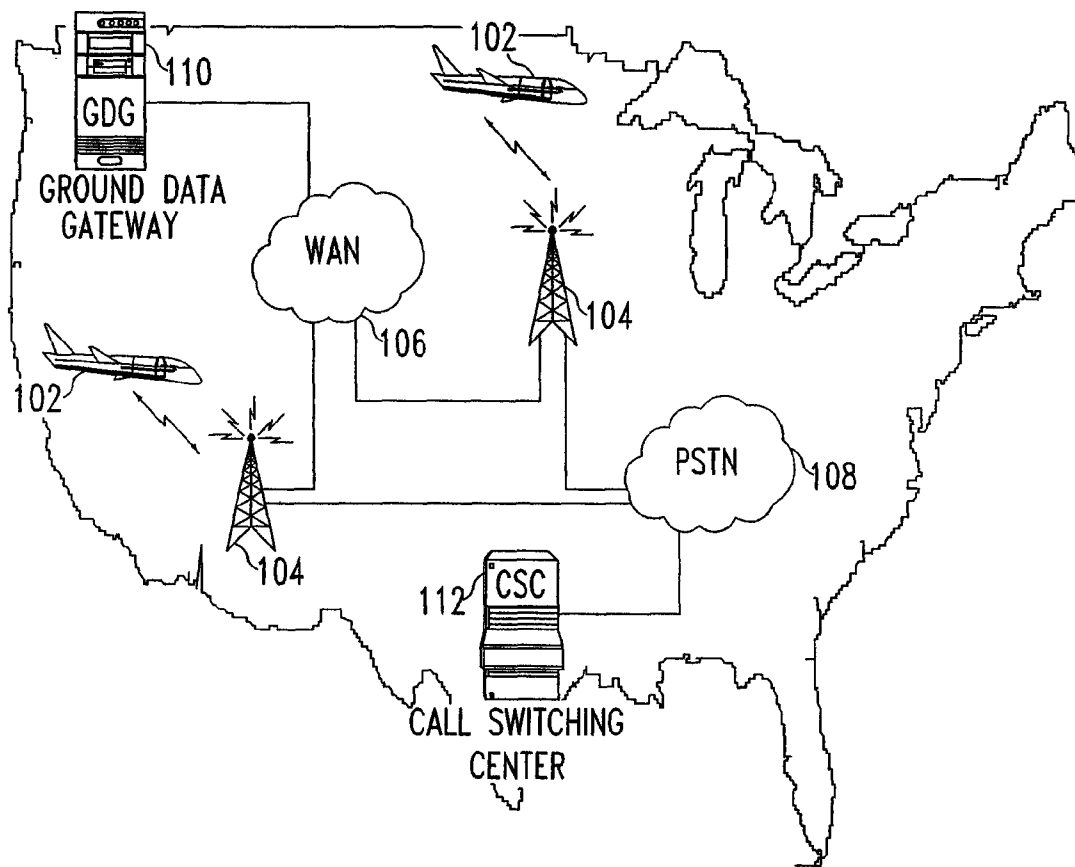 102
110
GDG
GROUND DATA
GATEWAY
WAN
104
106
102
PSTN
108
104
112
CSC
CALL SWITCHING
CENTER